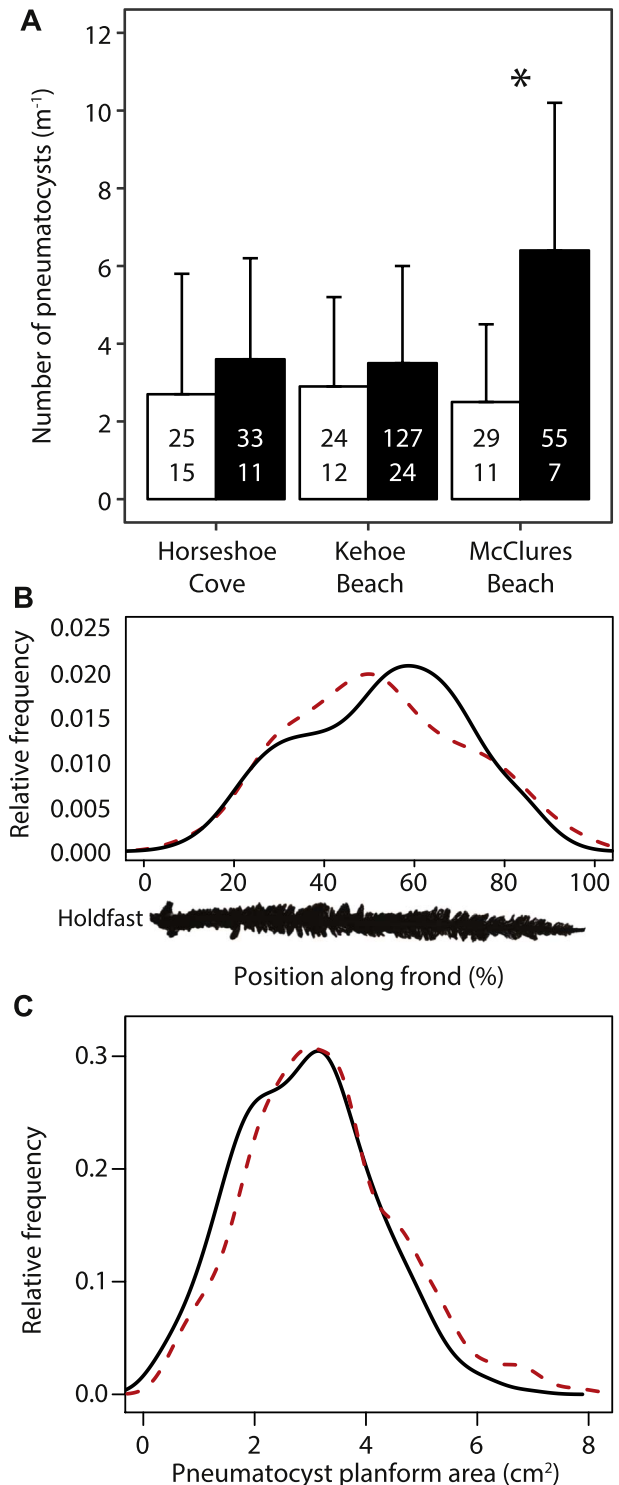 A
Number of pneumatocysts (m⁻¹)
12
10
8
6
4
2
0
*
25 33 24 127 29 55
15 11 12 24 11 7
Horseshoe Kehoe McClures
Cove Beach Beach
B
Relative frequency
0.025
0.020
0.015
0.010
0.005
0.000
0 20 40 60 80 100
Holdfast
Position along frond (%)
C
Relative frequency
0.3
0.2
0.1
0.0
0 2 4 6 8
Pneumatocyst planform area (cm²)